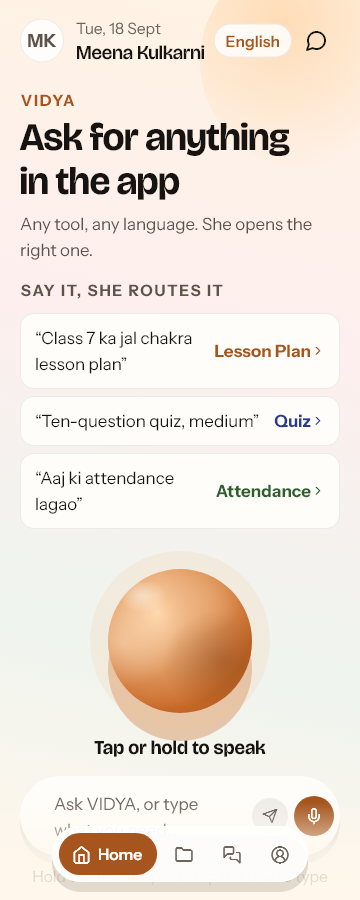 MK
Tue, 18 Sept
Meena Kulkarni
English
VIDYA
Ask for anything
in the app
Any tool, any language. She opens the
right one.
SAY IT, SHE ROUTES IT
“Class 7 ka jal chakra
lesson plan”
Lesson Plan
“Ten-question quiz, medium”
Quiz
“Aaj ki attendance
lagao”
Attendance
Tap or hold to speak
Ask VIDYA, or type
Home